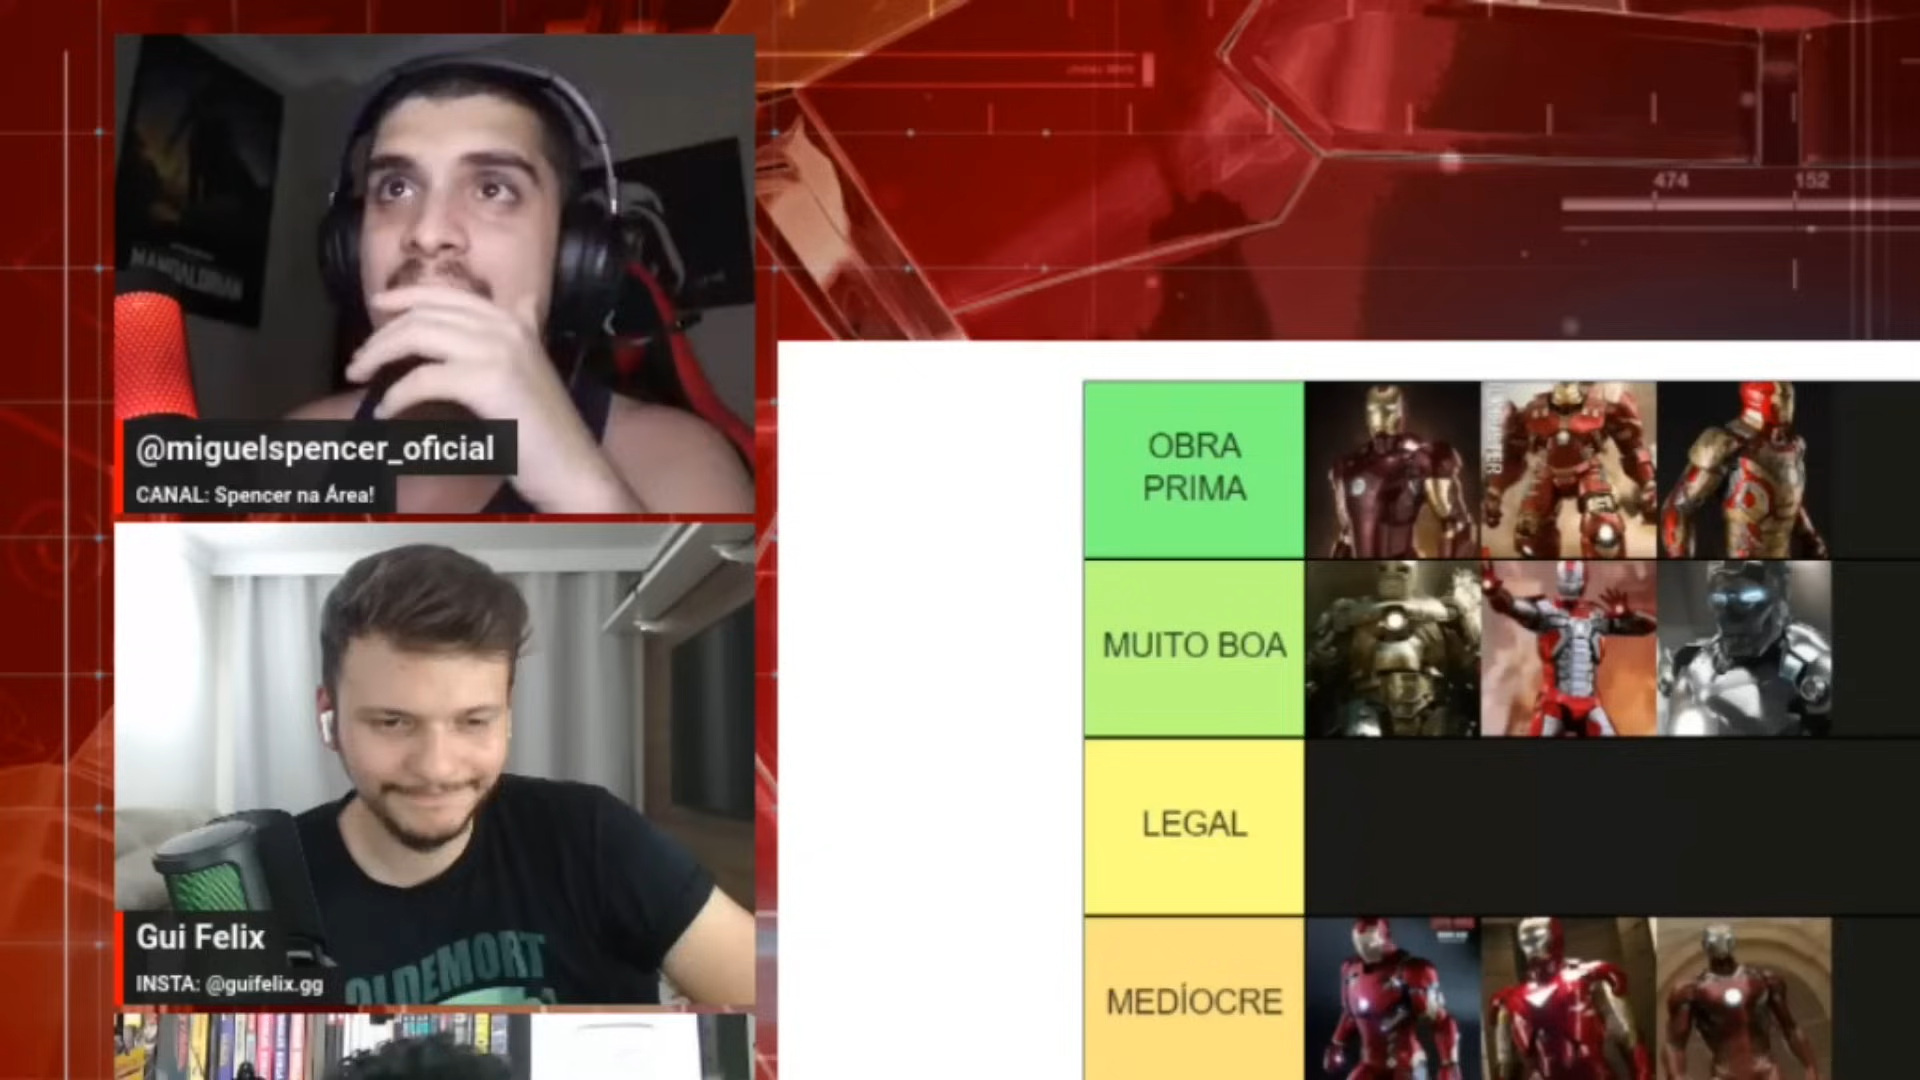 MANDALORIAN
@miguelspencer_oficial
CANAL: Spencer na Área!
OLDEMORT
Gui Felix
INSTA: @guifelix.gg
474
152
OBRA
PRIMA
MUITO BOA
LEGAL
MEDÍOCRE